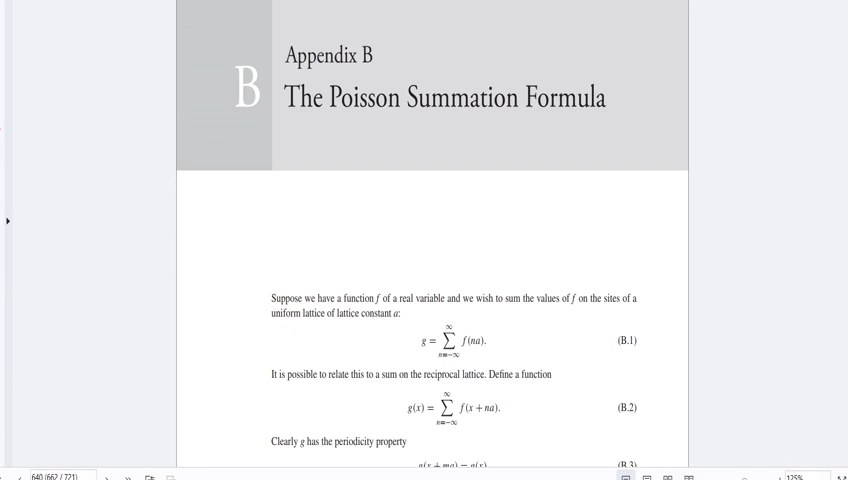 Appendix B
B
The Poisson Summation Formula
Suppose we have a function f of a real variable and we wish to sum the values of f on the sites of a
uniform lattice of lattice constant a:
g = ∞∑n=−∞ f(na). (B.1)
It is possible to relate this to a sum on the reciprocal lattice. Define a function
g(x) = ∞∑n=−∞ f(x + na). (B.2)
Clearly g has the periodicity property
g(x + ma) = g(x) (B.3)
640 (662 / 721)
125%